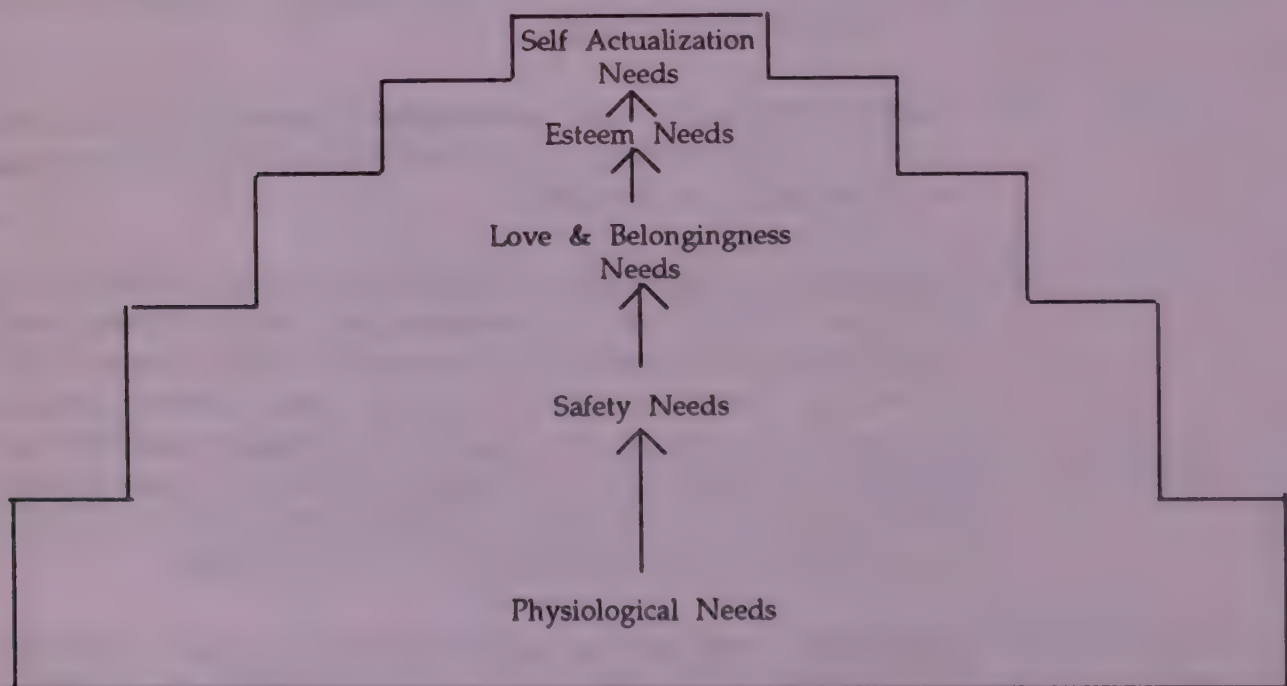 Self Actualization
Needs
Esteem Needs
Love & Belongingness
Needs
Safety Needs
Physiological Needs